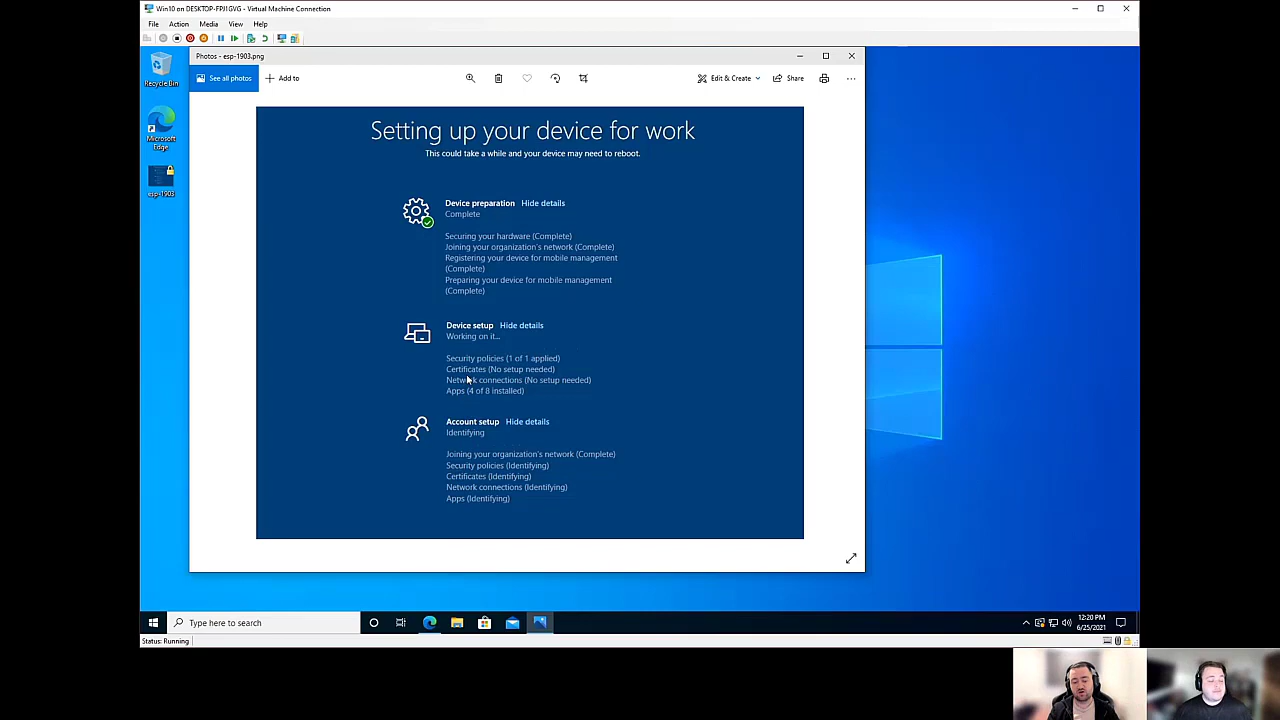 Win10 on DESKTOP-FPJ1GVG - Virtual Machine Connection
File Action Media View Help
Photos - esp-1903.png
See all photos
Add to
Edit & Create
Share
Recycle Bin
Microsoft
Edge
esp-1903
Setting up your device for work
This could take a while and your device may need to reboot.
Device preparation Hide details
Complete
Securing your hardware (Complete)
Joining your organization's network (Complete)
Registering your device for mobile management
(Complete)
Preparing your device for mobile management
(Complete)
Device setup Hide details
Working on it...
Security policies (1 of 1 applied)
Certificates (No setup needed)
Network connections (No setup needed)
Apps (4 of 8 installed)
Account setup Hide details
Identifying
Joining your organization's network (Complete)
Security policies (Identifying)
Certificates (Identifying)
Network connections (Identifying)
Apps (Identifying)
Type here to search
12:20 PM
6/25/2021
Status: Running